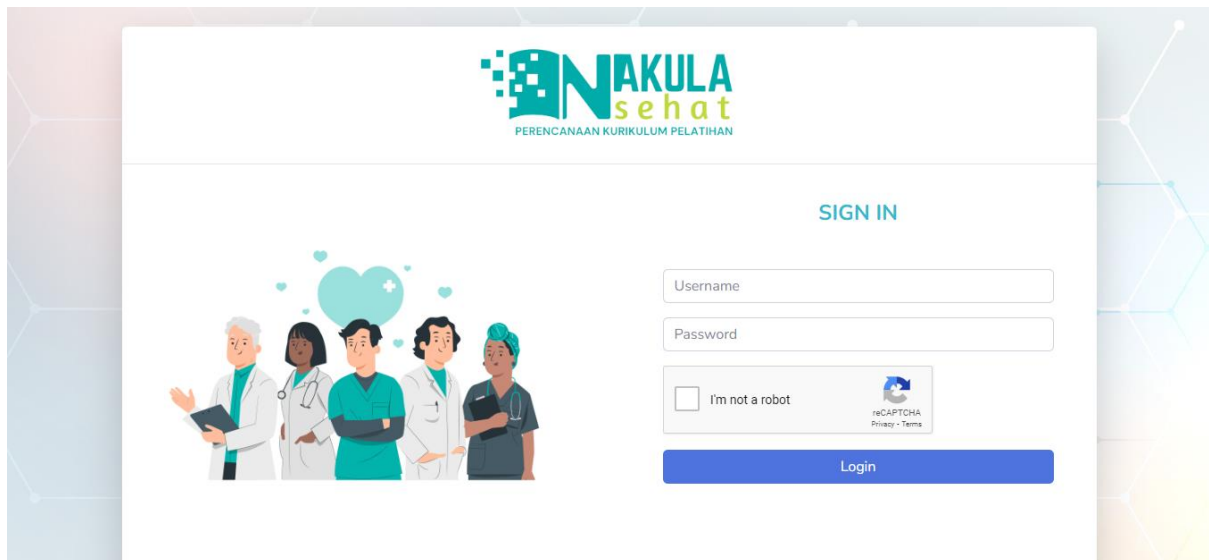 NAKULA
sehat
PERENCANAAN KURIKULUM PELATIHAN
SIGN IN
Username
Password
I'm not a robot
reCAPTCHA
Privacy - Terms
Login